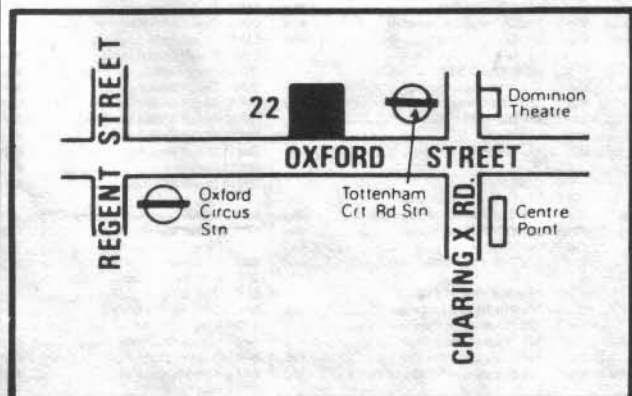 REGENT STREET
22
OXFORD STREET
Dominion
Theatre
Oxford
Circus
Stn
Tottenham
Crt Rd Stn
CHARING X RD.
Centre
Point